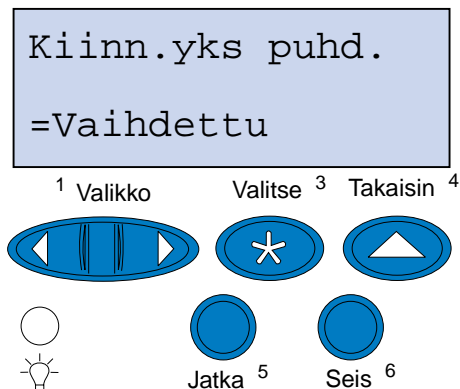 Kiinn.yks puhd.
=Vaihdettu
1 Valikko Valitse 3 Takaisin 4
Jatka 5 Seis 6